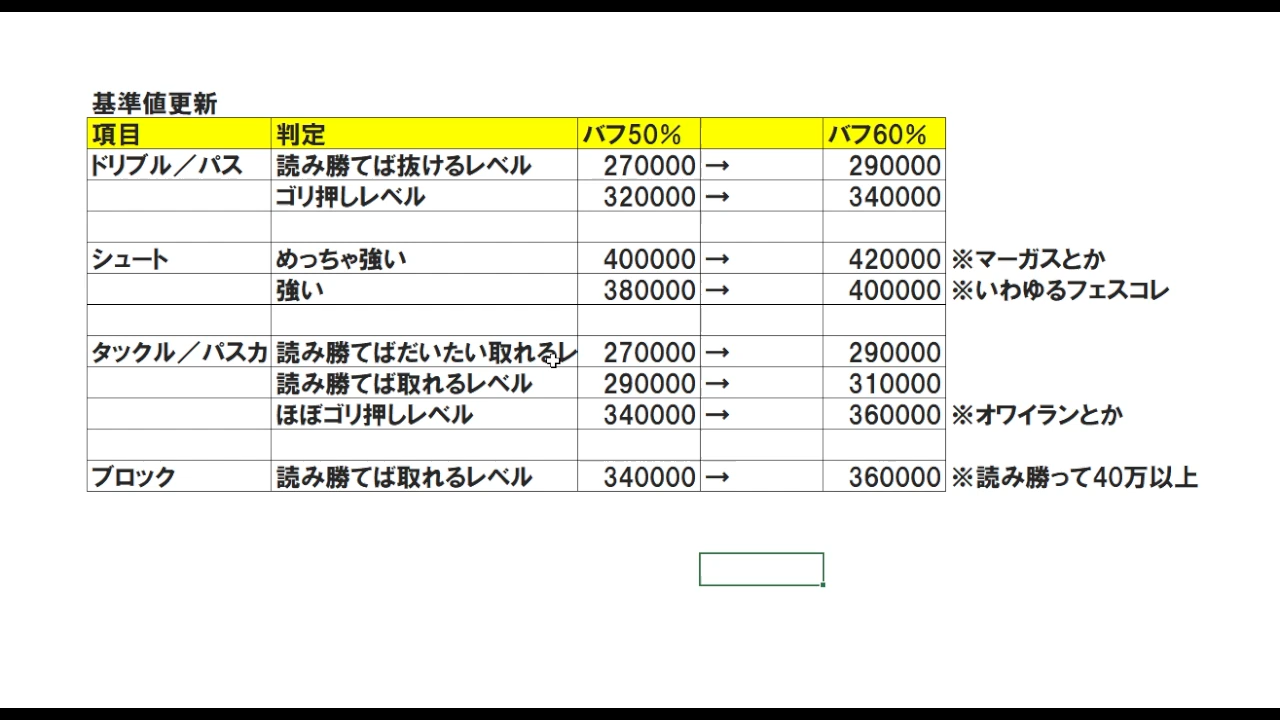 基準値更新
項目 判定 バフ50% バフ60%
ドリブル／パス 読み勝てば抜けるレベル 270000 → 290000
ゴリ押しレベル 320000 → 340000
シュート めっちゃ強い 400000 → 420000 ※マーガスとか
強い 380000 → 400000 ※いわゆるフェスコレ
タックル／パスカ 読み勝てばだいたい取れるレ 270000 → 290000
読み勝てば取れるレベル 290000 → 310000
ほぼゴリ押しレベル 340000 → 360000 ※オワイランとか
ブロック 読み勝てば取れるレベル 340000 → 360000 ※読み勝って40万以上